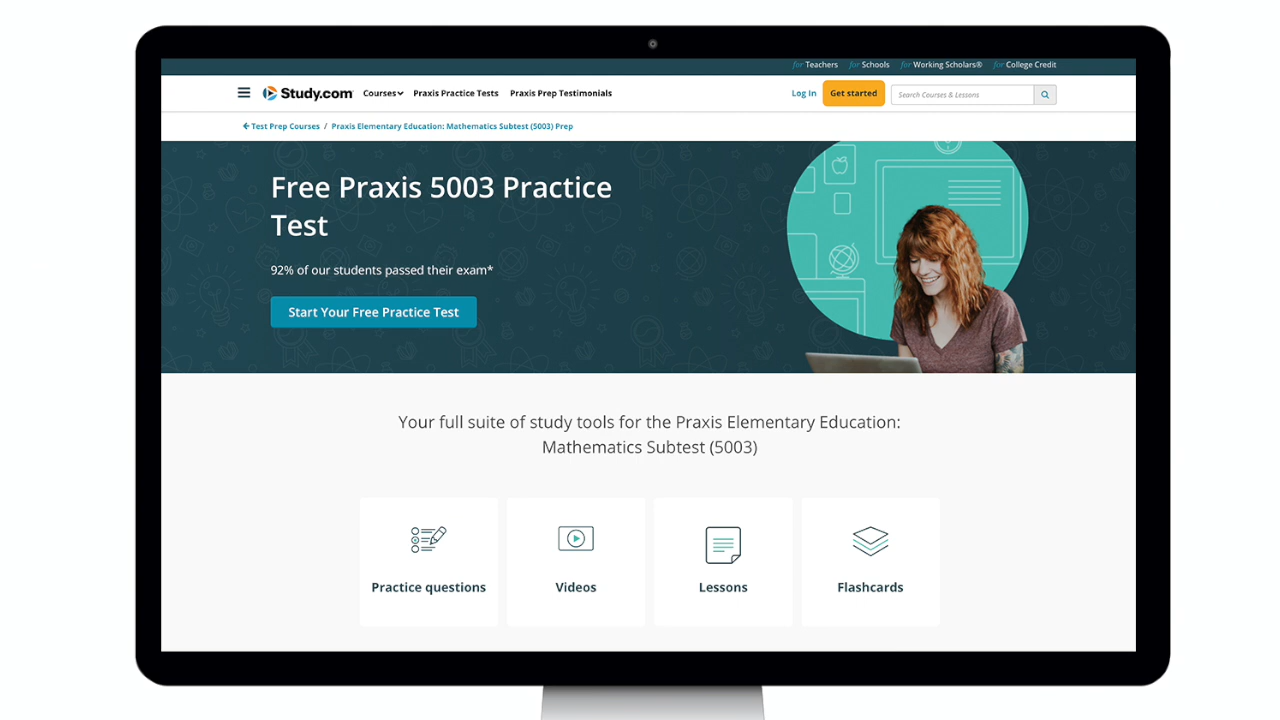 for Teachers for Schools for Working Scholars® for College Credit
Study.com Courses Praxis Practice Tests Praxis Prep Testimonials Log in Get started Search Courses & Lessons
Test Prep Courses / Praxis Elementary Education: Mathematics Subtest (5003) Prep
Free Praxis 5003 Practice
Test
92% of our students passed their exam*
Start Your Free Practice Test
Your full suite of study tools for the Praxis Elementary Education:
Mathematics Subtest (5003)
Practice questions Videos Lessons Flashcards